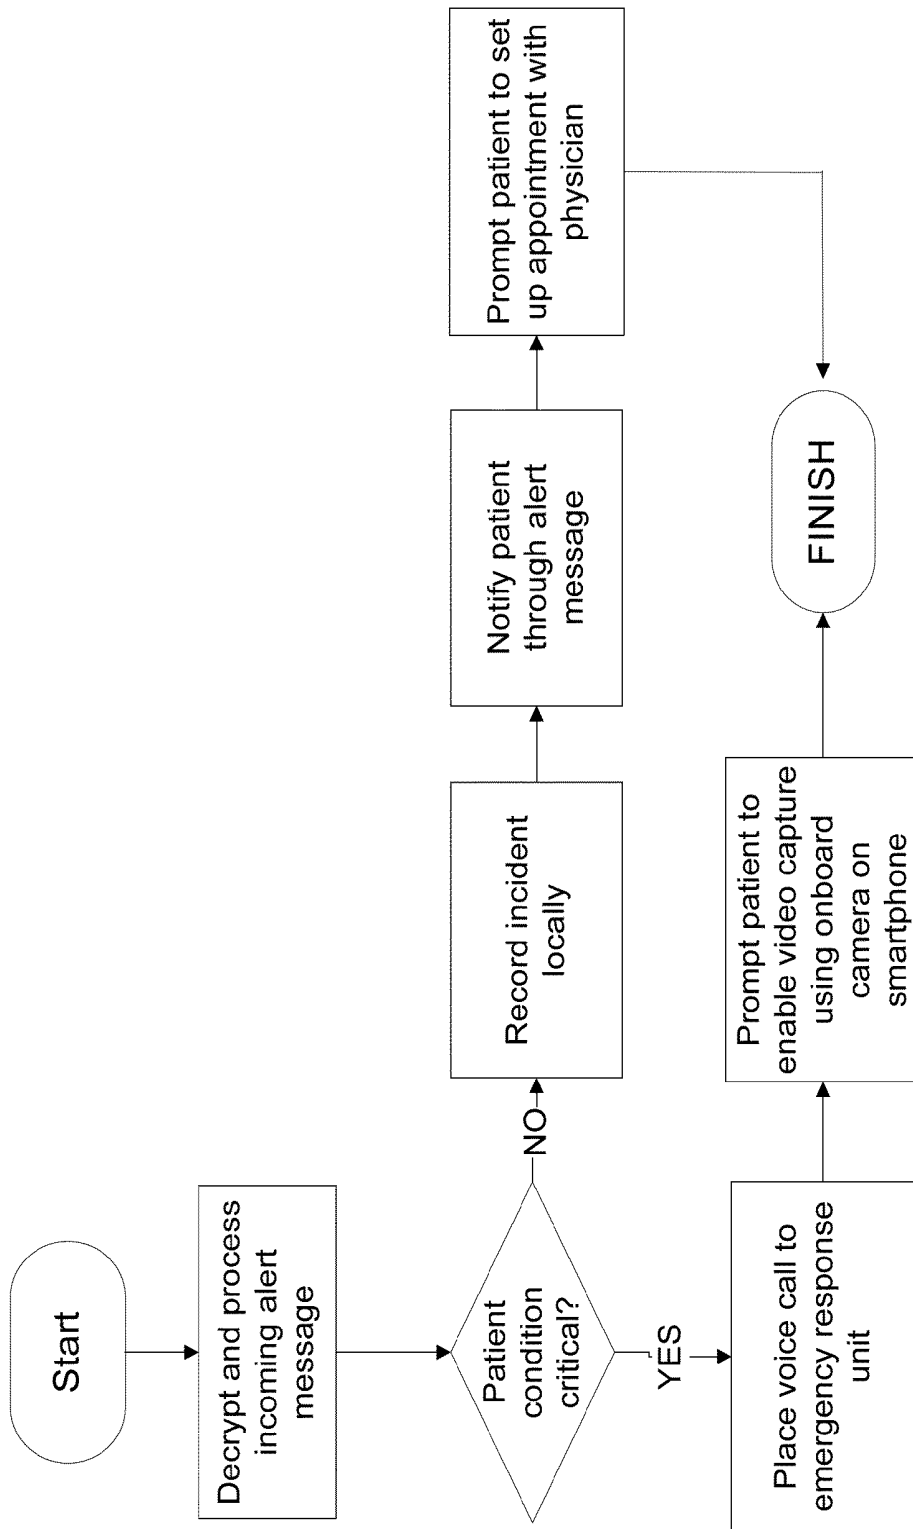 Start
Decrypt and process
incoming alert
message
Patient
condition
critical?
NO
Record incident
locally
Notify patient
through alert
message
Prompt patient to set
up appointment with
physician
YES
Place voice call to
emergency response
unit
Prompt patient to
enable video capture
using onboard
camera on
smartphone
FINISH